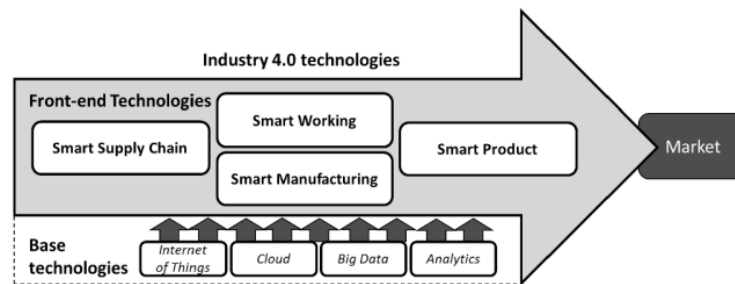 Industry 4.0 technologies
Front-end Technologies
Smart Supply Chain
Smart Working
Smart Manufacturing
Smart Product
Market
Base
technologies
Internet
of Things
Cloud
Big Data
Analytics